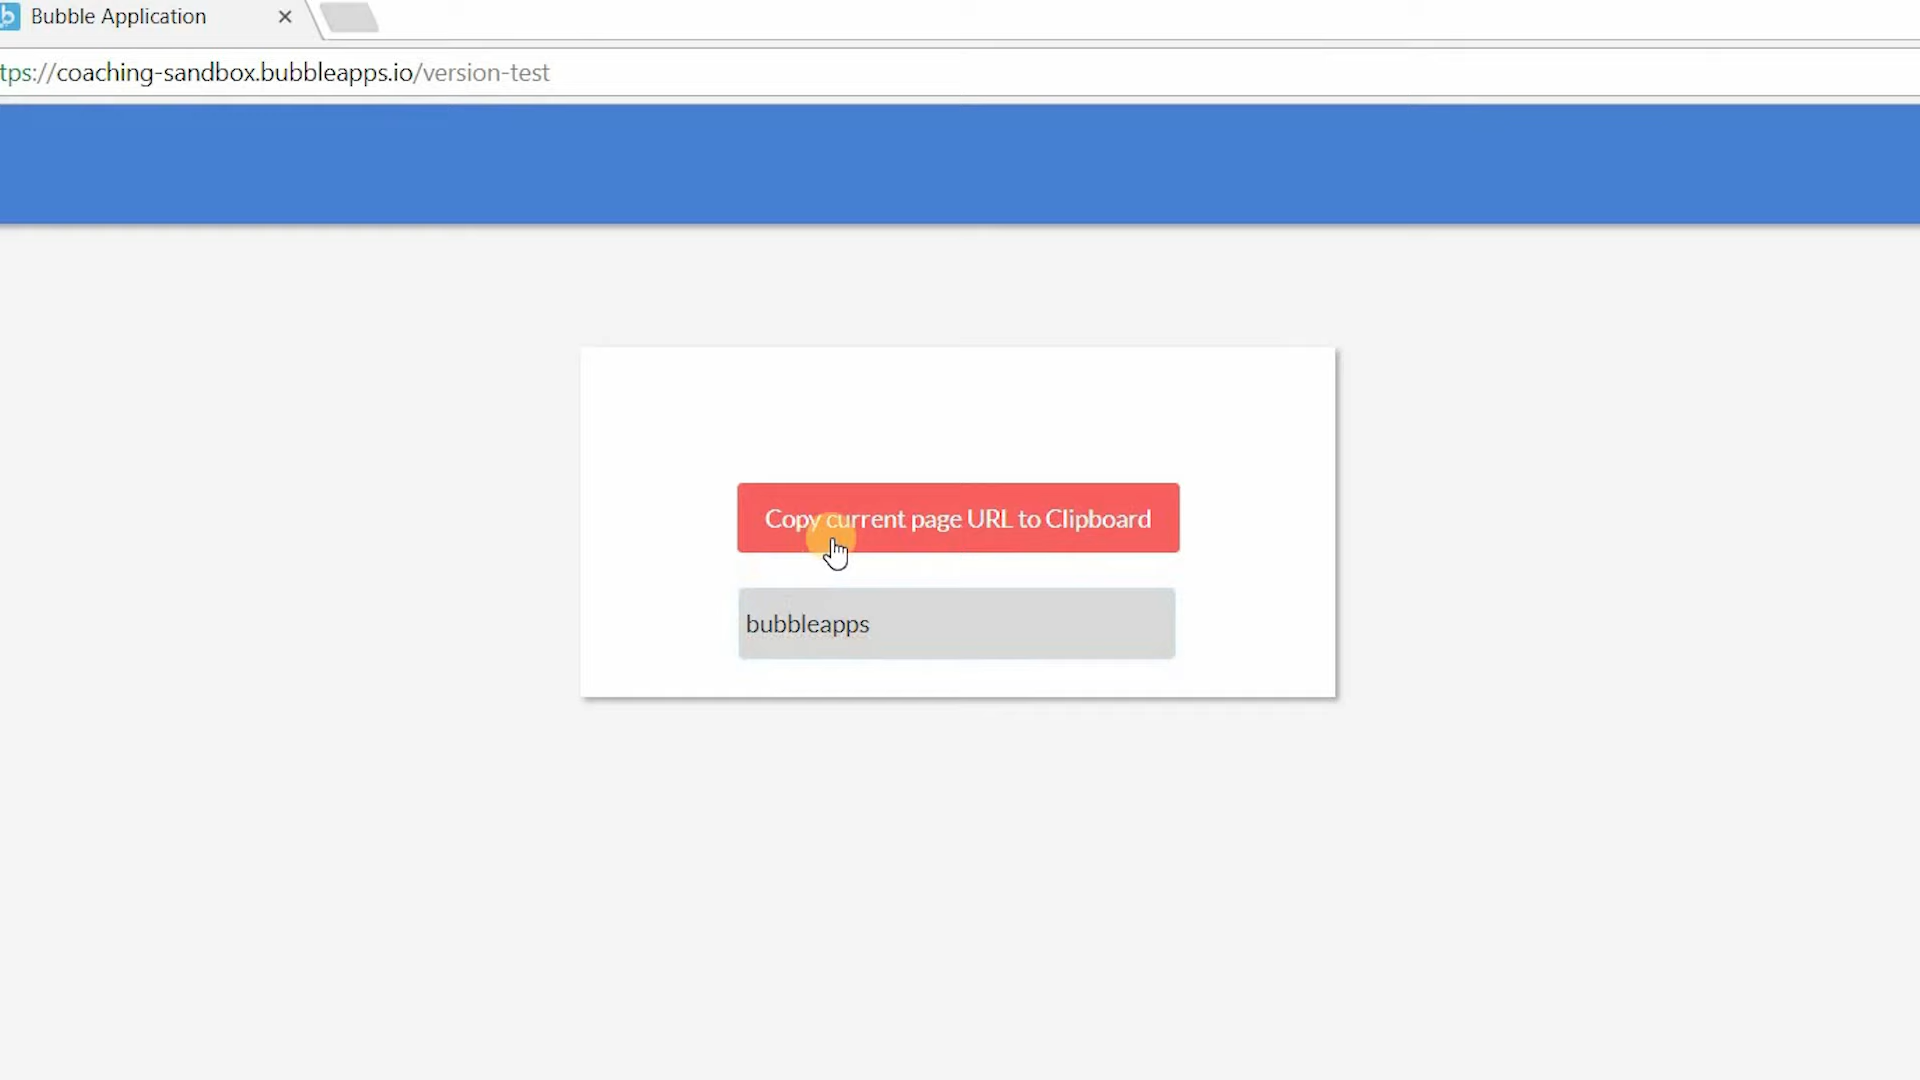 Bubble Application
tps://coaching-sandbox.bubbleapps.io/version-test
Copy current page URL to Clipboard
bubbleapps